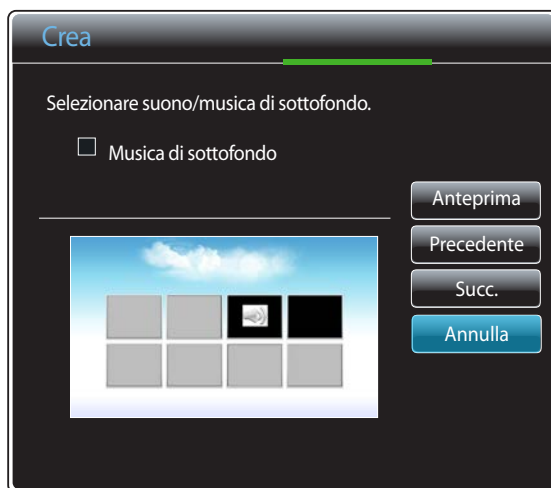 Crea
Selezionare suono/musica di sottofondo.
Musica di sottofondo
Anteprima
Precedente
Succ.
Annulla